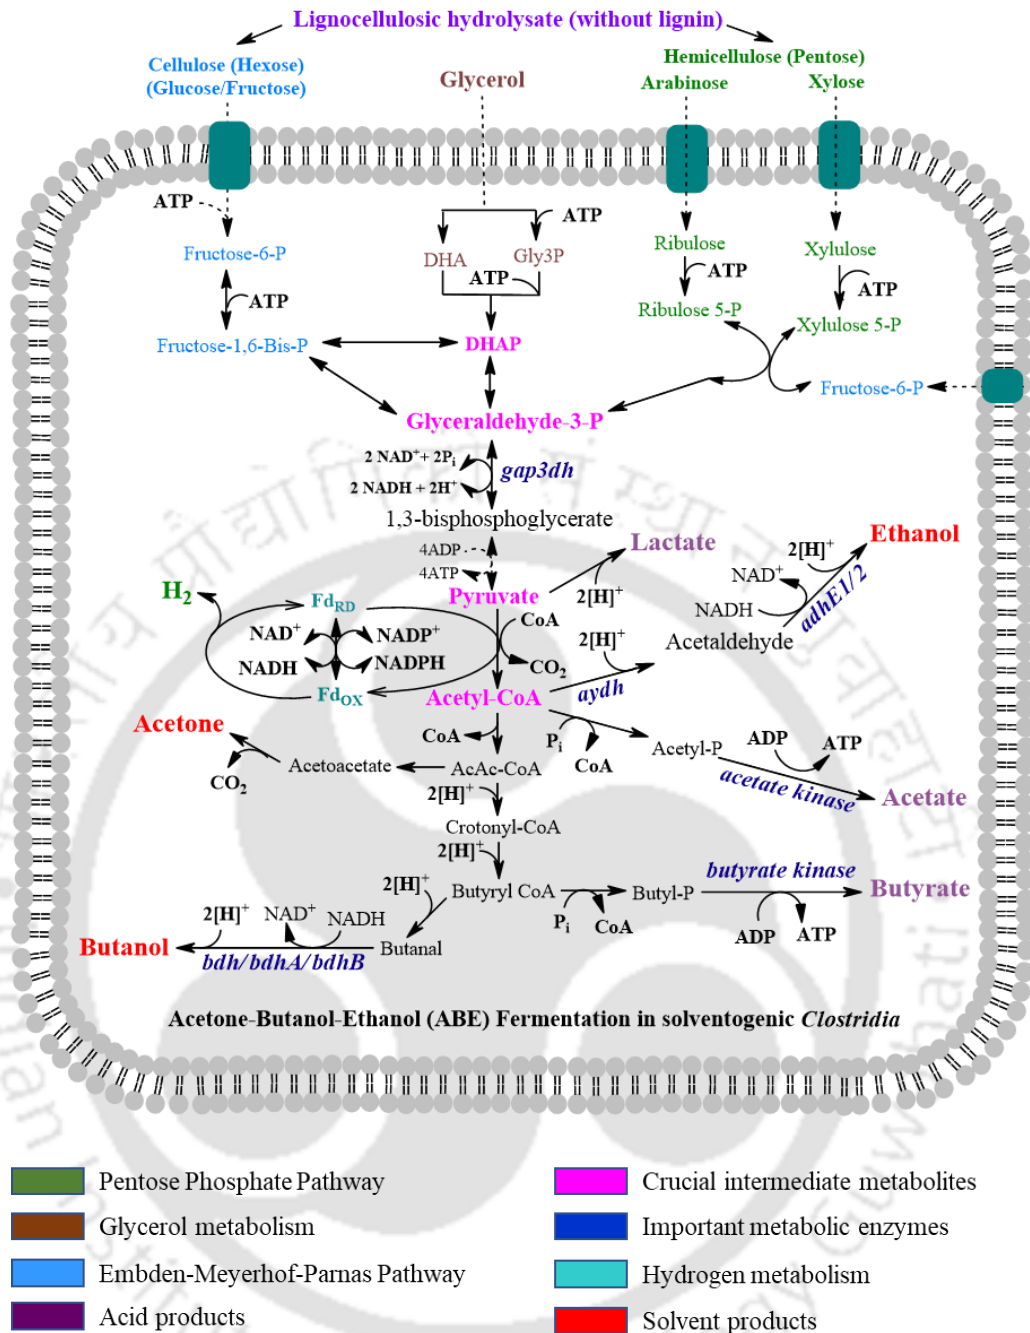 Lignocellulosic hydrolysate (without lignin)
Cellulose (Hexose)
(Glucose/Fructose)
Glycerol
Hemicellulose (Pentose)
Arabinose
Xylose
ATP
Fructose-6-P
ATP
Fructose-1,6-Bis-P
ATP
DHA
Gly3P
ATP
DHAP
Ribulose
ATP
Ribulose 5-P
Xylulose
ATP
Xylulose 5-P
Fructose-6-P
Glyceraldehyde-3-P
2 NAD⁺+ 2Pᵢ
2 NADH + 2H⁺
gap3dh
1,3-bisphosphoglycerate
4ADP
4ATP
Pyruvate
Lactate
2[H]⁺
Ethanol
2[H]⁺
NAD⁺
NADH
adhE1/2
Acetaldehyde
H₂
Fd_RD
NAD⁺
NADP⁺
NADH
NADPH
Fd_OX
CoA
CO₂
2[H]⁺
aydh
Acetyl-CoA
Acetone
CO₂
Acetoacetate
CoA
AcAc-CoA
Pᵢ
CoA
Acetyl-P
ADP
ATP
acetate kinase
Acetate
2[H]⁺
Crotonyl-CoA
2[H]⁺
Butyryl CoA
Pᵢ
CoA
Butyl-P
butyrate kinase
Butyrate
ADP
ATP
2[H]⁺
Butanal
2[H]⁺
NAD⁺
NADH
Butanol
bdh/bdhA/bdhB
Acetone-Butanol-Ethanol (ABE) Fermentation in solventogenic Clostridia
Pentose Phosphate Pathway
Glycerol metabolism
Embden-Meyerhof-Parnas Pathway
Acid products
Crucial intermediate metabolites
Important metabolic enzymes
Hydrogen metabolism
Solvent products